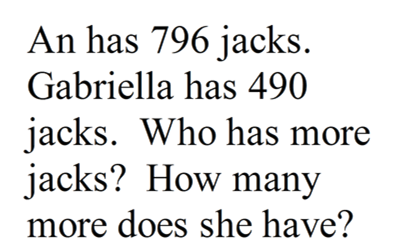 An has 796 jacks.
Gabriella has 490
jacks.  Who has more
jacks?  How many
more does she have?